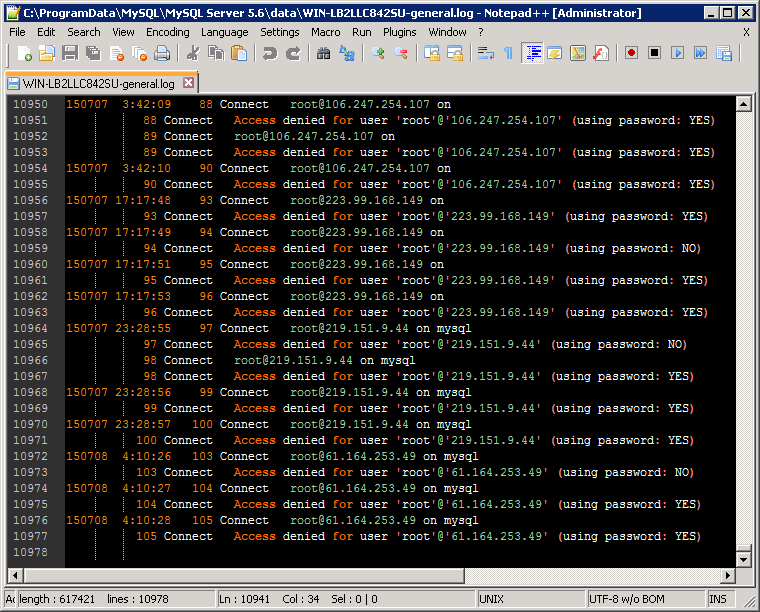 C:\ProgramData\MySQL\MySQL Server 5.6\data\WIN-LB2LLC842SU-general.log - Notepad++ [Administrator]
File Edit Search View Encoding Language Settings Macro Run Plugins Window ? X
WIN-LB2LLC842SU-general.log
10950 150707 3:42:09 88 Connect root@106.247.254.107 on
10951 88 Connect Access denied for user 'root'@'106.247.254.107' (using password: YES)
10952 89 Connect root@106.247.254.107 on
10953 89 Connect Access denied for user 'root'@'106.247.254.107' (using password: YES)
10954 150707 3:42:10 90 Connect root@106.247.254.107 on
10955 90 Connect Access denied for user 'root'@'106.247.254.107' (using password: YES)
10956 150707 17:17:48 93 Connect root@223.99.168.149 on
10957 93 Connect Access denied for user 'root'@'223.99.168.149' (using password: YES)
10958 150707 17:17:49 94 Connect root@223.99.168.149 on
10959 94 Connect Access denied for user 'root'@'223.99.168.149' (using password: NO)
10960 150707 17:17:51 95 Connect root@223.99.168.149 on
10961 95 Connect Access denied for user 'root'@'223.99.168.149' (using password: YES)
10962 150707 17:17:53 96 Connect root@223.99.168.149 on
10963 96 Connect Access denied for user 'root'@'223.99.168.149' (using password: YES)
10964 150707 23:28:55 97 Connect root@219.151.9.44 on mysql
10965 97 Connect Access denied for user 'root'@'219.151.9.44' (using password: NO)
10966 98 Connect root@219.151.9.44 on mysql
10967 98 Connect Access denied for user 'root'@'219.151.9.44' (using password: YES)
10968 150707 23:28:56 99 Connect root@219.151.9.44 on mysql
10969 99 Connect Access denied for user 'root'@'219.151.9.44' (using password: YES)
10970 150707 23:28:57 100 Connect root@219.151.9.44 on mysql
10971 100 Connect Access denied for user 'root'@'219.151.9.44' (using password: YES)
10972 150708 4:10:26 103 Connect root@61.164.253.49 on mysql
10973 103 Connect Access denied for user 'root'@'61.164.253.49' (using password: NO)
10974 150708 4:10:27 104 Connect root@61.164.253.49 on mysql
10975 104 Connect Access denied for user 'root'@'61.164.253.49' (using password: YES)
10976 150708 4:10:28 105 Connect root@61.164.253.49 on mysql
10977 105 Connect Access denied for user 'root'@'61.164.253.49' (using password: YES)
10978
length : 617421 lines : 10978 Ln : 10941 Col : 34 Sel : 0 | 0 UNIX UTF-8 w/o BOM INS